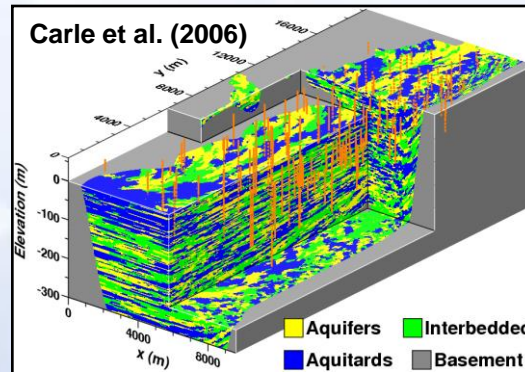 Carle et al. (2006)
16000
12000
8000
4000
0
y (m)
Elevation (m)
0
-100
-200
-300
0
4000
8000
x (m)
Aquifers
Interbedded
Aquitards
Basement